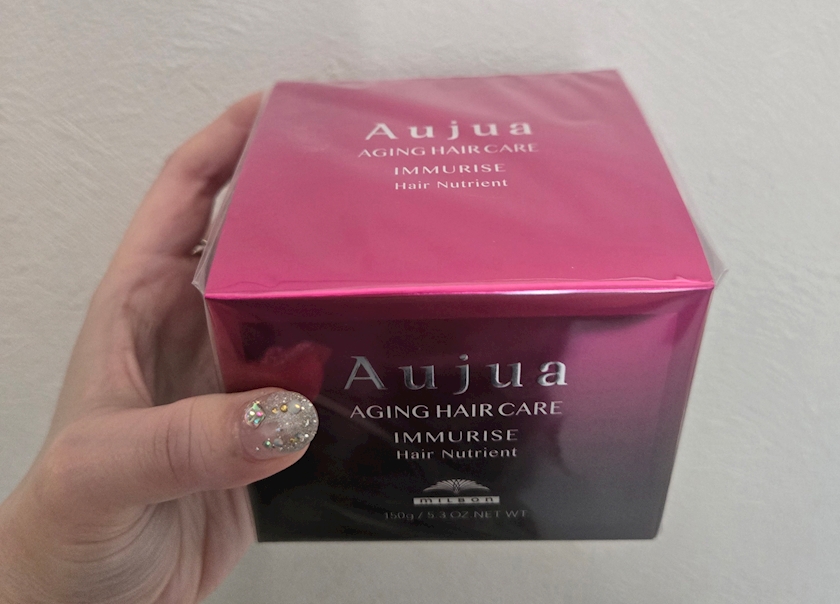 Aujua
AGING HAIR CARE
IMMURISE
Hair Nutrient
Aujua
AGING HAIR CARE
IMMURISE
Hair Nutrient
milbon
150g / 5.3 OZ NET WT